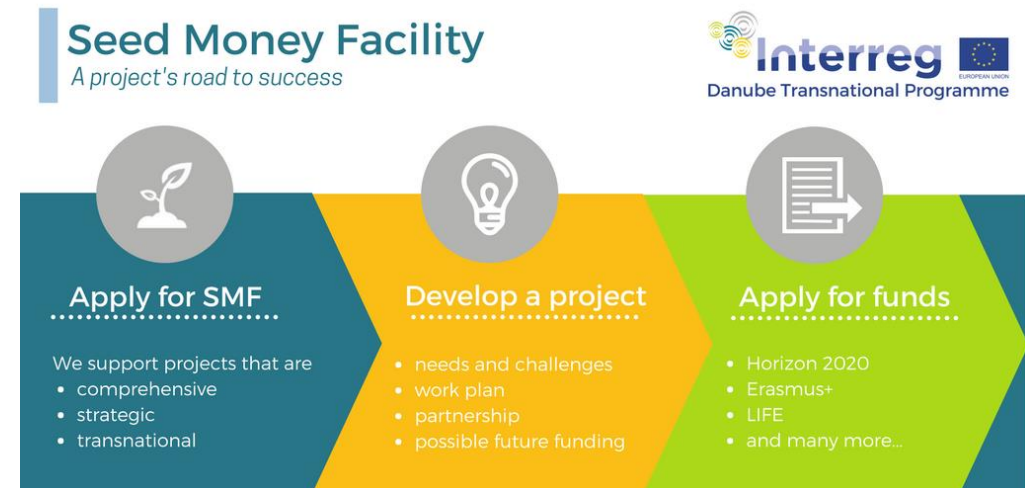 Seed Money Facility
A project's road to success
Interreg
EUROPEAN UNION
Danube Transnational Programme
Apply for SMF
We support projects that are
• comprehensive
• strategic
• transnational
Develop a project
• needs and challenges
• work plan
• partnership
• possible future funding
Apply for funds
• Horizon 2020
• Erasmus+
• LIFE
• and many more...